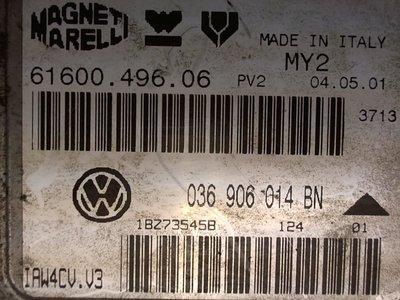 MAGNETI MARELLI
MADE IN ITALY
MY2
61600.496.06 PV2 04.05.01
3713
036 906 014 BN
1BZ73545B 124 01
IAW4CV.V3